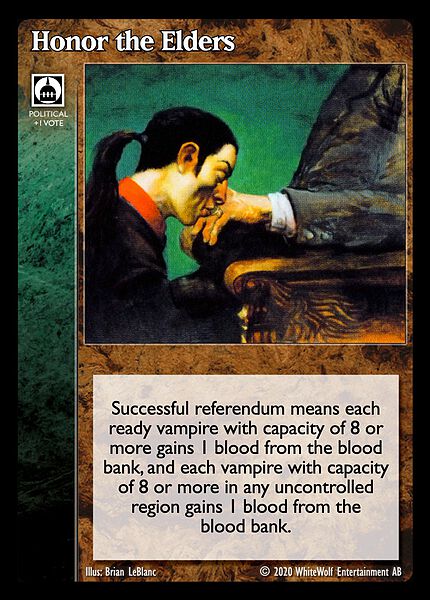 Honor the Elders
POLITICAL
+1 VOTE
Successful referendum means each
ready vampire with capacity of 8 or
more gains 1 blood from the blood
bank, and each vampire with capacity
of 8 or more in any uncontrolled
region gains 1 blood from the
blood bank.
Illus: Brian LeBlanc
© 2020 WhiteWolf Entertainment AB